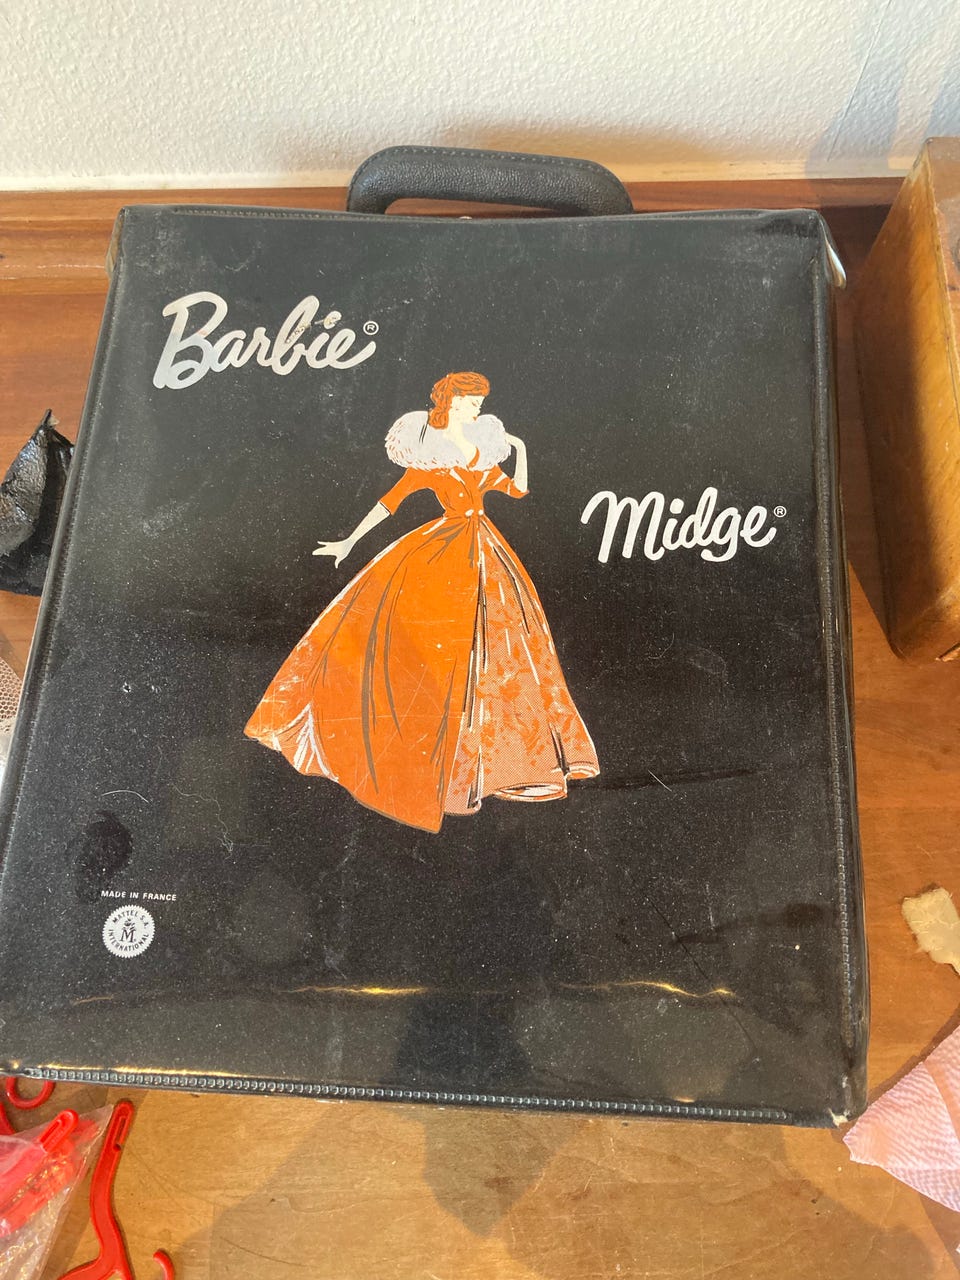 Barbie®
Midge®
MADE IN FRANCE
MATTEL S.A.
M
INTERNATIONAL